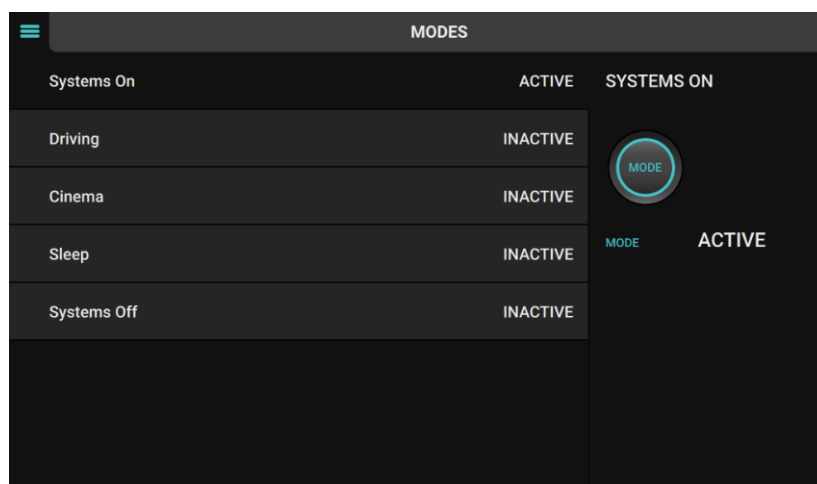 MODES
Systems On ACTIVE
Driving INACTIVE
Cinema INACTIVE
Sleep INACTIVE
Systems Off INACTIVE
SYSTEMS ON
MODE
MODE ACTIVE